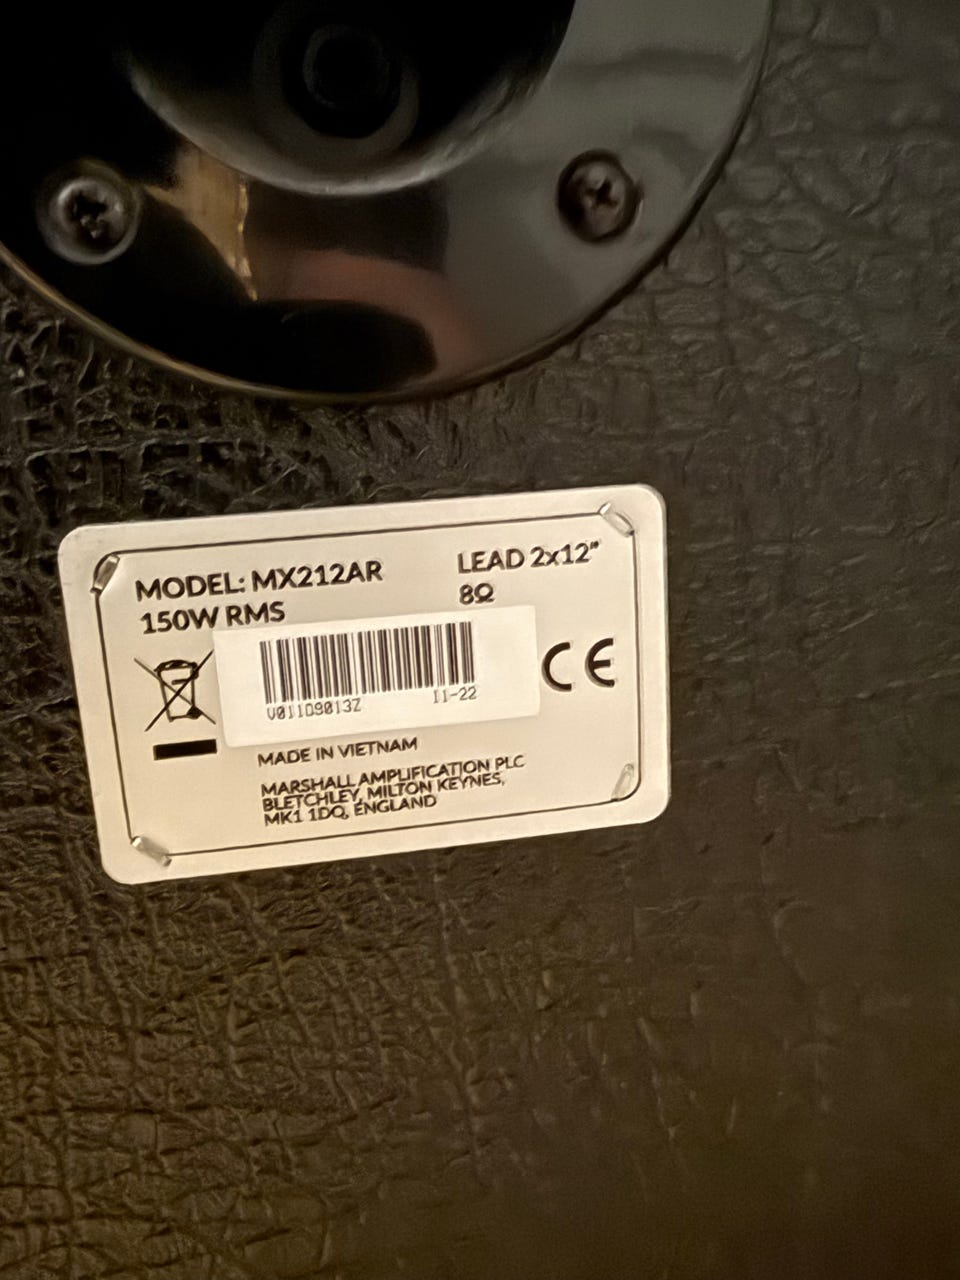 MODEL: MX212AR
LEAD 2x12"
150W RMS
8Ω
V01109013Z
11-22
CE
MADE IN VIETNAM
MARSHALL AMPLIFICATION PLC
BLETCHLEY, MILTON KEYNES,
MK1 1DQ, ENGLAND